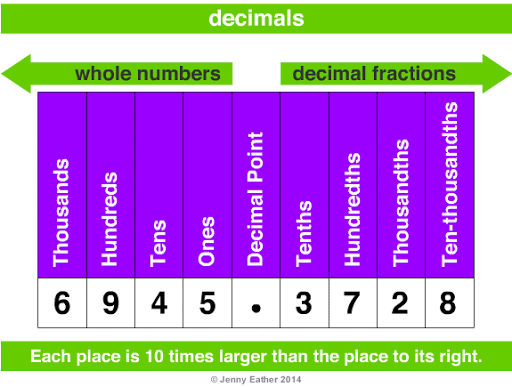 decimals
whole numbers decimal fractions
Thousands Hundreds Tens Ones Decimal Point Tenths Hundredths Thousandths Ten-thousandths
6 9 4 5 . 3 7 2 8
Each place is 10 times larger than the place to its right.
© Jenny Eather 2014